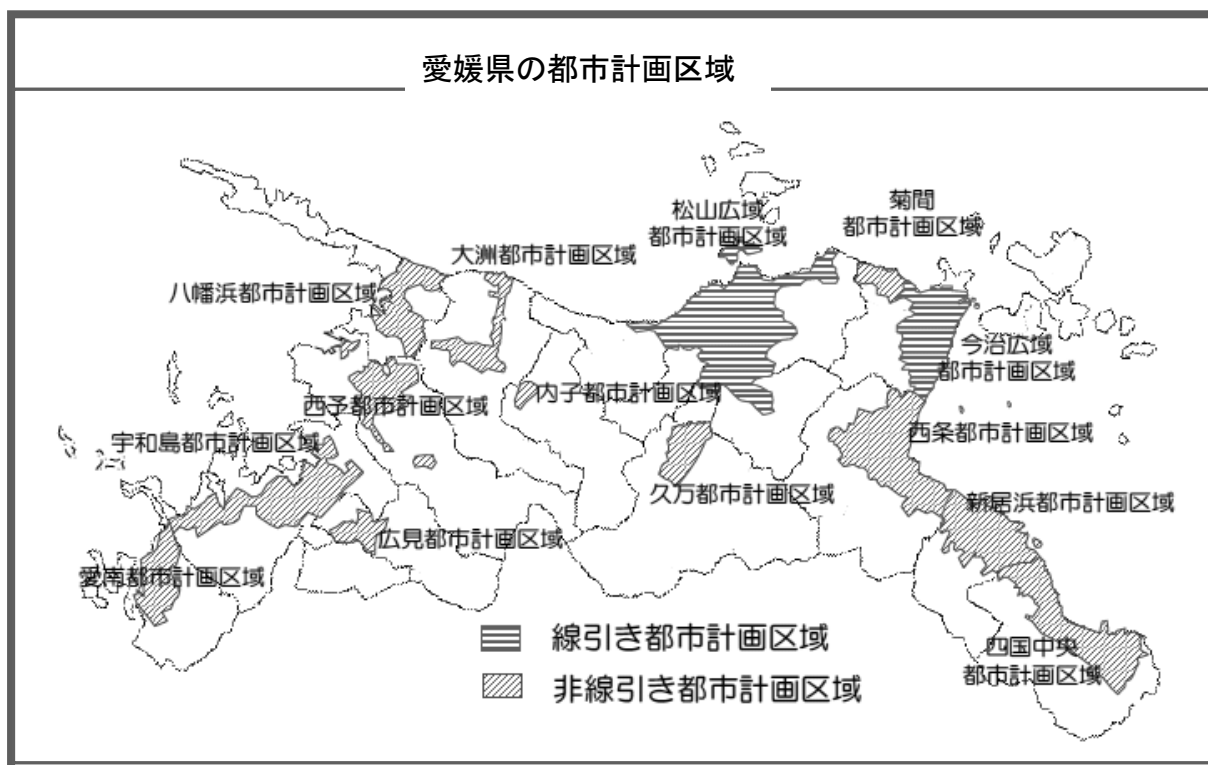 愛媛県の都市計画区域
松山広域
都市計画区域
菊間
都市計画区域
大洲都市計画区域
八幡浜都市計画区域
今治広域
都市計画区域
内子都市計画区域
西予都市計画区域
西条都市計画区域
宇和島都市計画区域
久万都市計画区域
新居浜都市計画区域
広見都市計画区域
愛南都市計画区域
線引き都市計画区域
四国中央
都市計画区域
非線引き都市計画区域